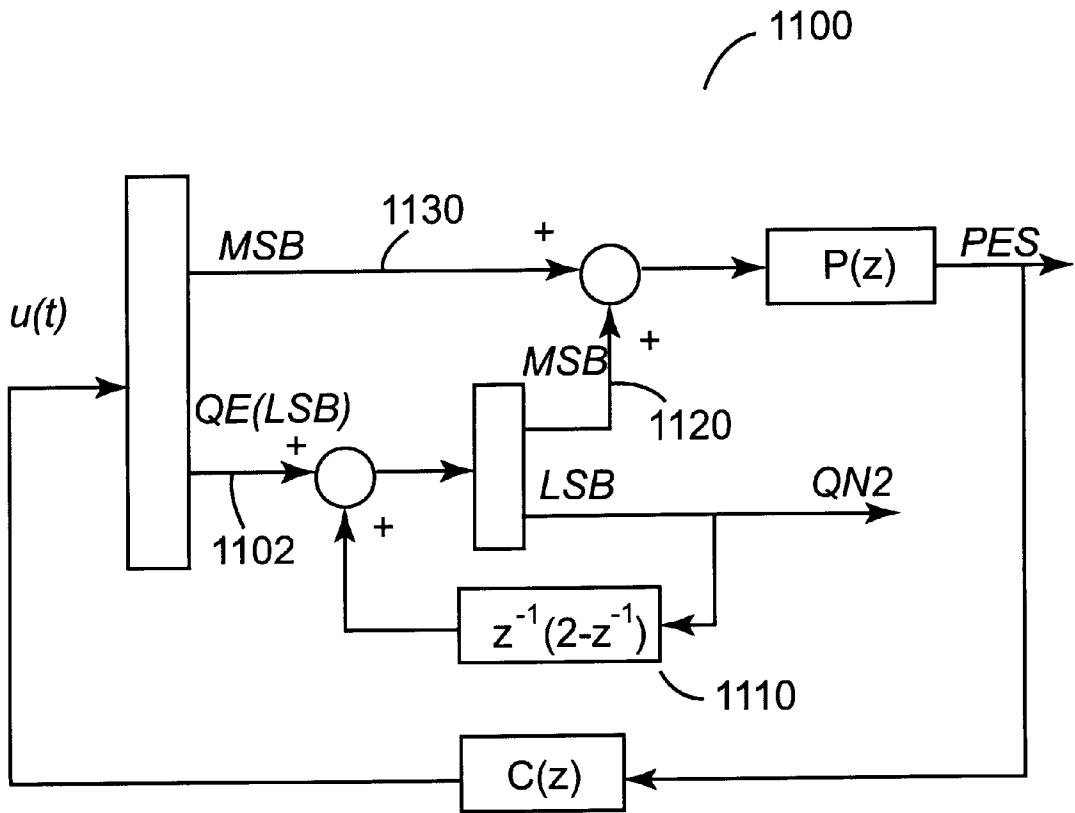 1100
1130
+
MSB
P(z)
PES
u(t)
MSB
+
QE(LSB)
+
1120
LSB
QN2
+
1102
z⁻¹(2-z⁻¹)
1110
C(z)